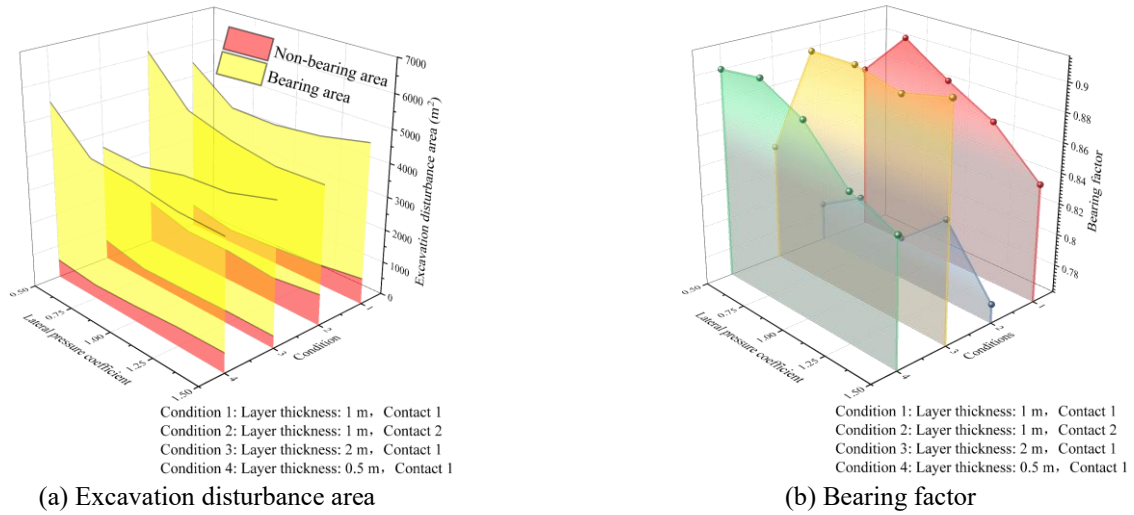 Non-bearing area
Bearing area
7000
6000
5000
4000
3000
2000
1000
0
Excavation disturbance area (m²)
0.50
0.75
1.00
1.25
1.50
Lateral pressure coefficient
4
3
2
1
Condition
Condition 1: Layer thickness: 1 m, Contact 1
Condition 2: Layer thickness: 1 m, Contact 2
Condition 3: Layer thickness: 2 m, Contact 1
Condition 4: Layer thickness: 0.5 m, Contact 1
(a) Excavation disturbance area
0.9
0.88
0.86
0.84
0.82
0.8
0.78
Bearing factor
0.50
0.75
1.00
1.25
1.50
Lateral pressure coefficient
4
3
2
1
Conditions
Condition 1: Layer thickness: 1 m, Contact 1
Condition 2: Layer thickness: 1 m, Contact 2
Condition 3: Layer thickness: 2 m, Contact 1
Condition 4: Layer thickness: 0.5 m, Contact 1
(b) Bearing factor